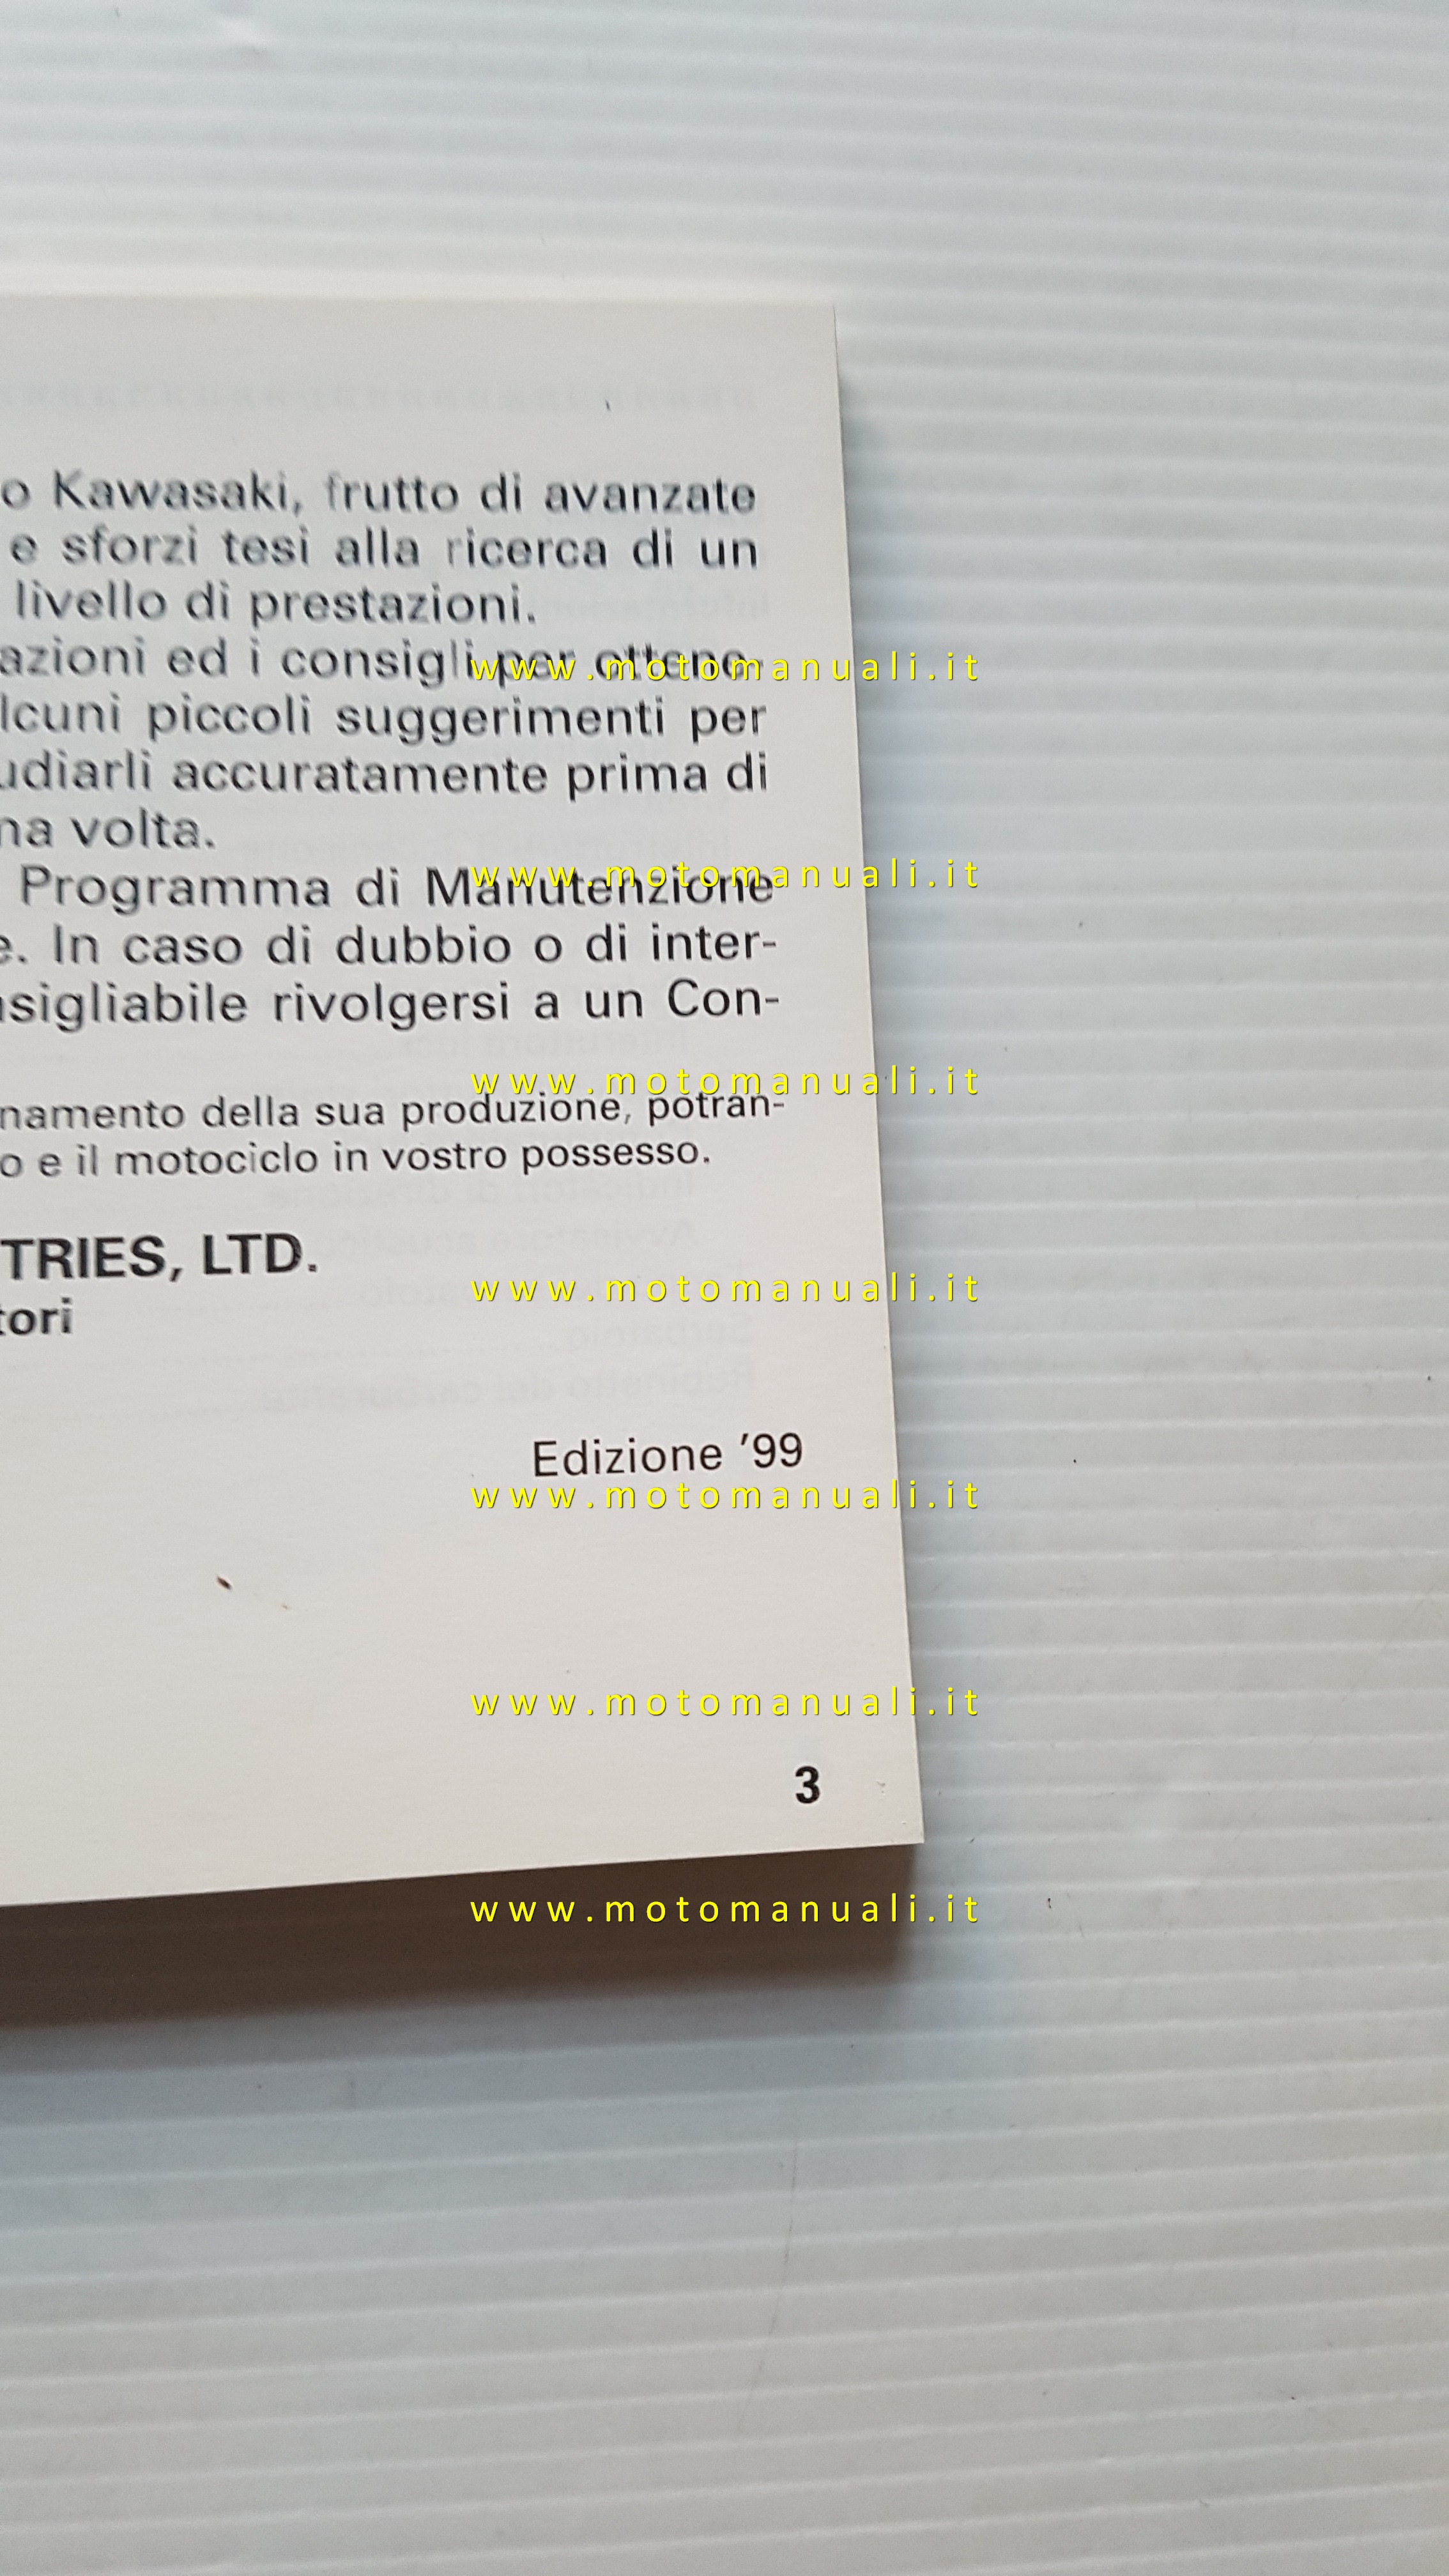 o Kawasaki, frutto di avanzate
e sforzi tesi alla ricerca di un
livello di prestazioni.
azioni ed i consigli per ottene-
www.motomanuali.it
lcuni piccoli suggerimenti per
udiarli accuratamente prima di
na volta.
Programma di Manutenzione
www.motomanuali.it
e. In caso di dubbio o di inter-
nsigliabile rivolgersi a un Con-
www.motomanuali.it
namento della sua produzione, potran-
o e il motociclo in vostro possesso.
TRIES, LTD.
www.motomanuali.it
tori
Edizione '99
www.motomanuali.it
www.motomanuali.it
3
www.motomanuali.it